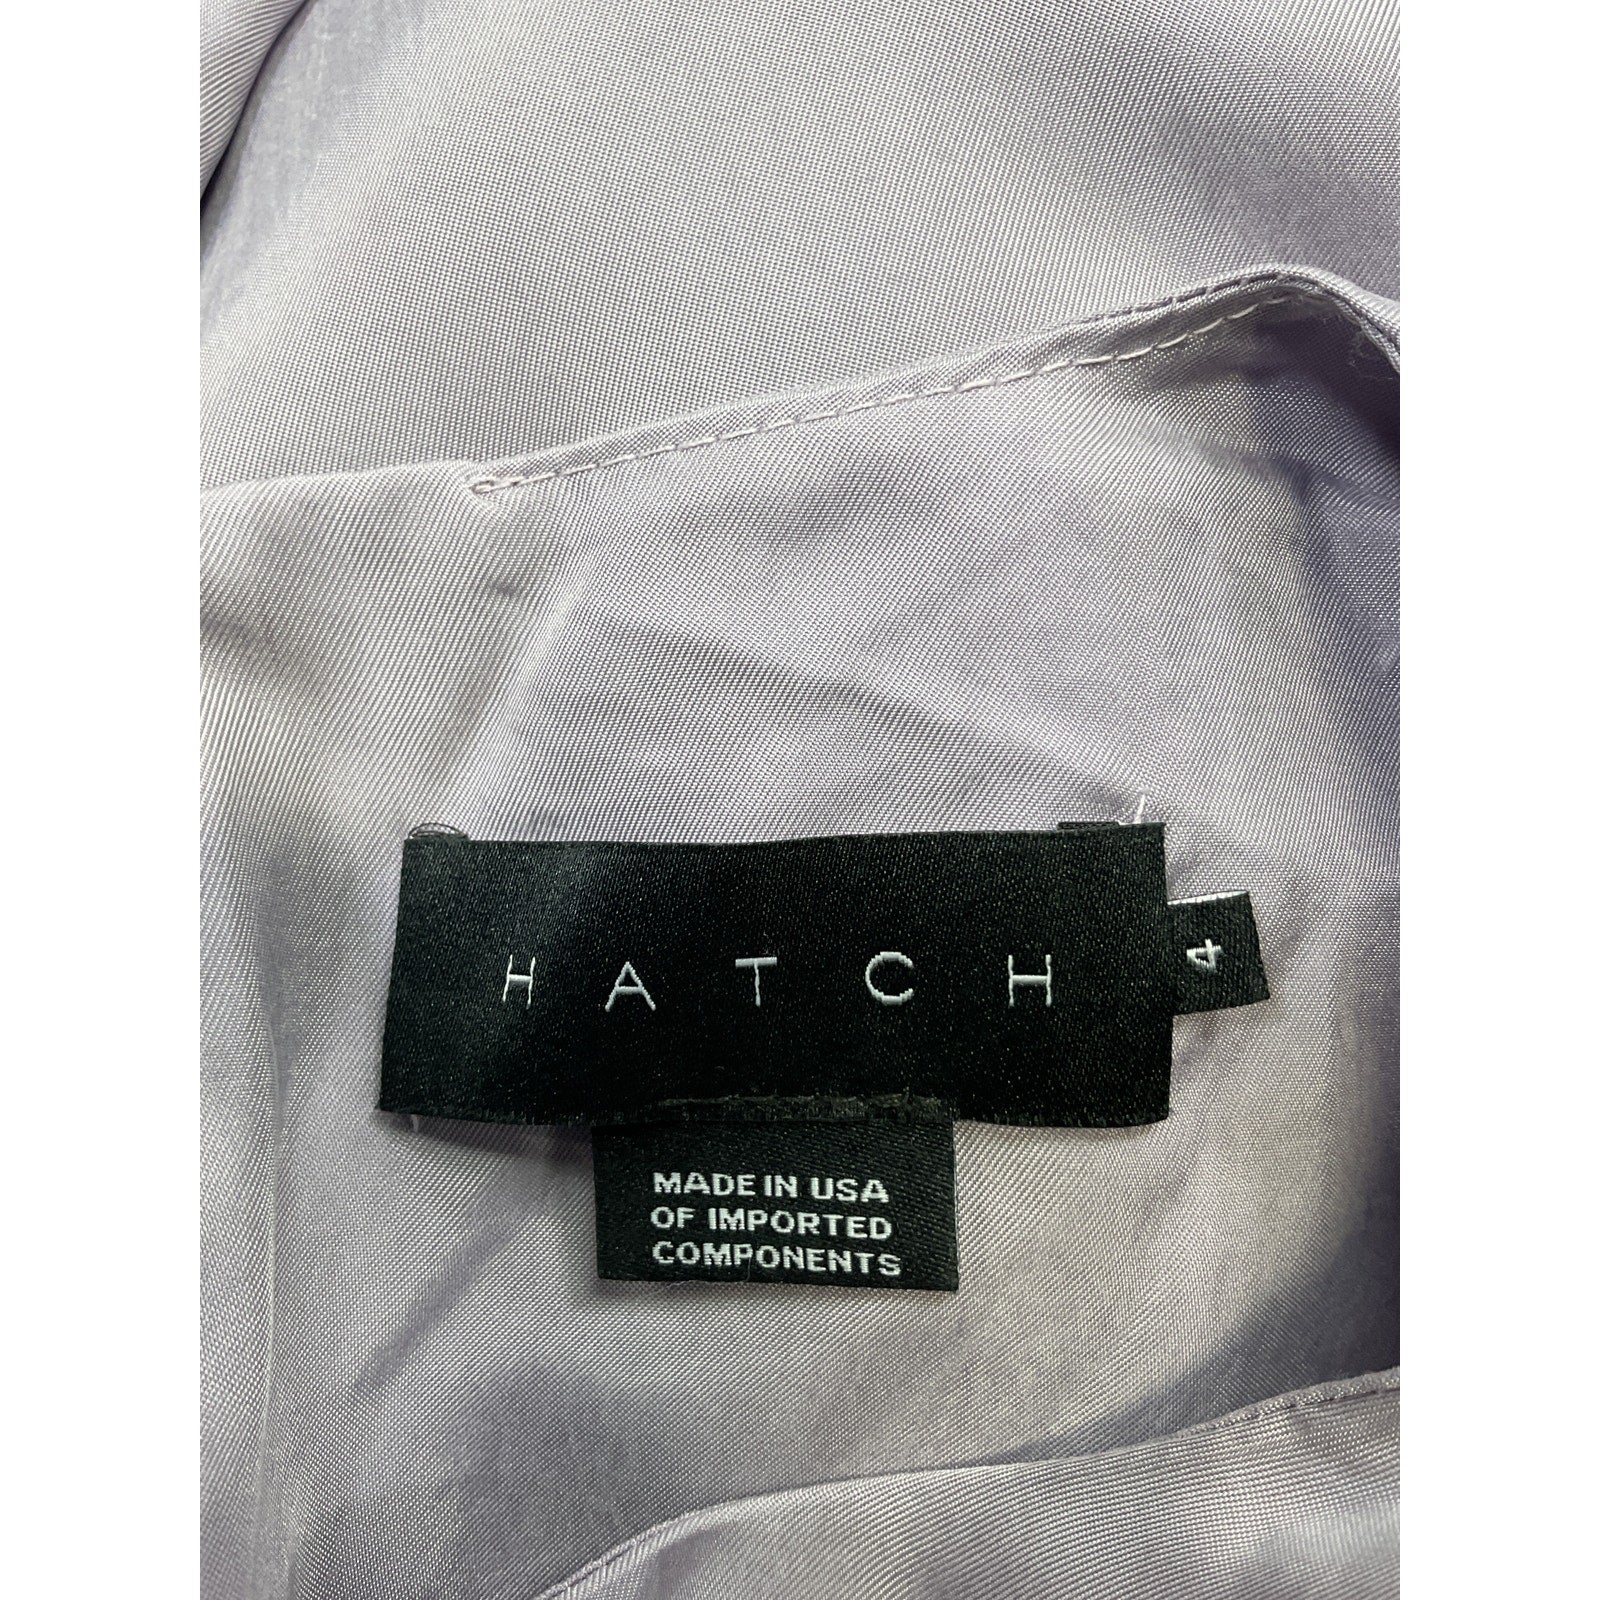 HATCH
4
MADE IN USA
OF IMPORTED
COMPONENTS